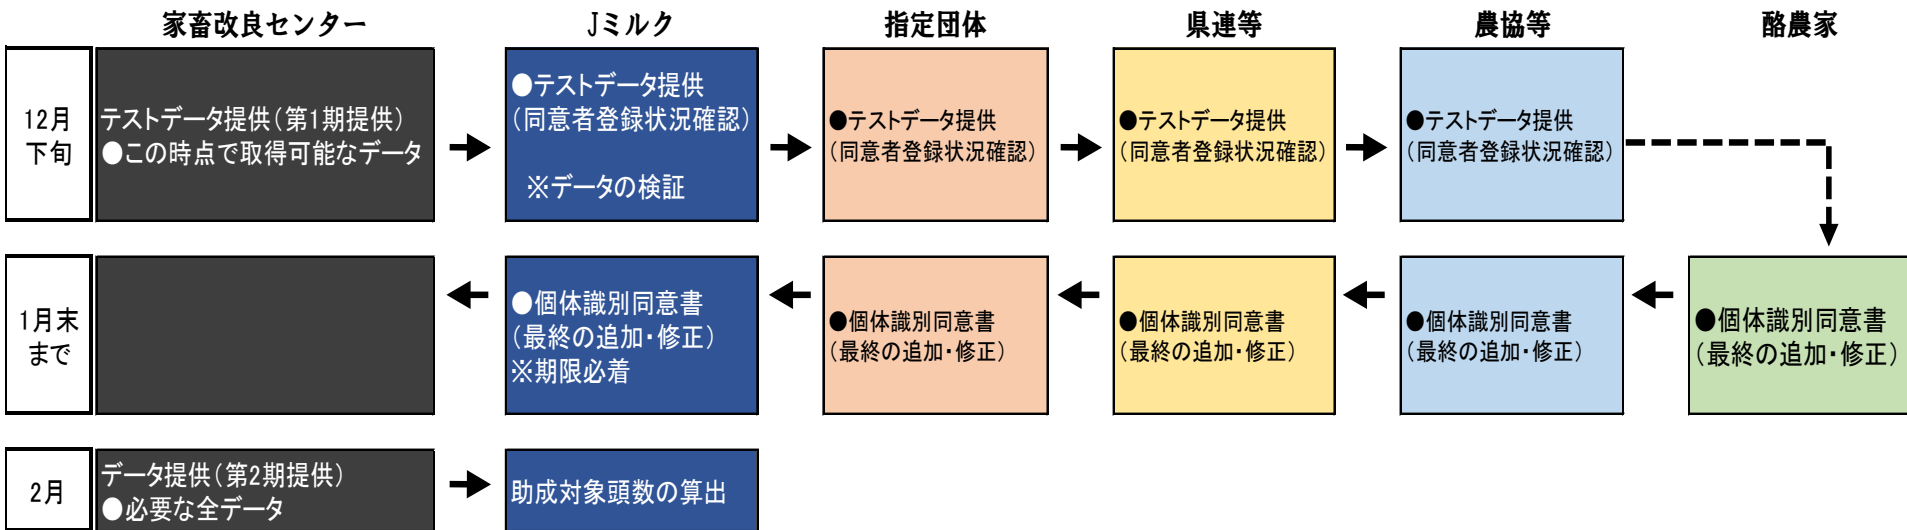 家畜改良センター
Jミルク
指定団体
県連等
農協等
酪農家
12月
下旬
テストデータ提供（第1期提供）
●この時点で取得可能なデータ
●テストデータ提供
（同意者登録状況確認）
※データの検証
●テストデータ提供
（同意者登録状況確認）
●テストデータ提供
（同意者登録状況確認）
●テストデータ提供
（同意者登録状況確認）
1月末
まで
●個体識別同意書
（最終の追加・修正）
※期限必着
●個体識別同意書
（最終の追加・修正）
●個体識別同意書
（最終の追加・修正）
●個体識別同意書
（最終の追加・修正）
●個体識別同意書
（最終の追加・修正）
2月
データ提供（第2期提供）
●必要な全データ
助成対象頭数の算出